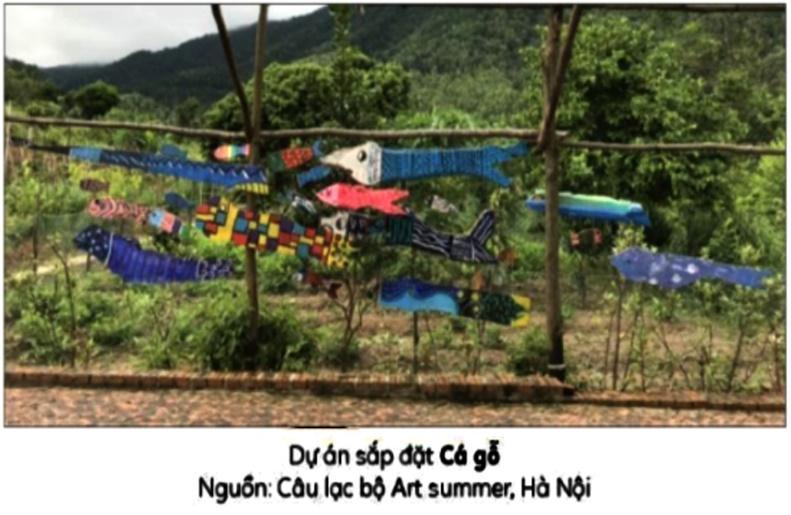 Dự án sắp đặt Cá gỗ
Nguồn: Câu lạc bộ Art summer, Hà Nội